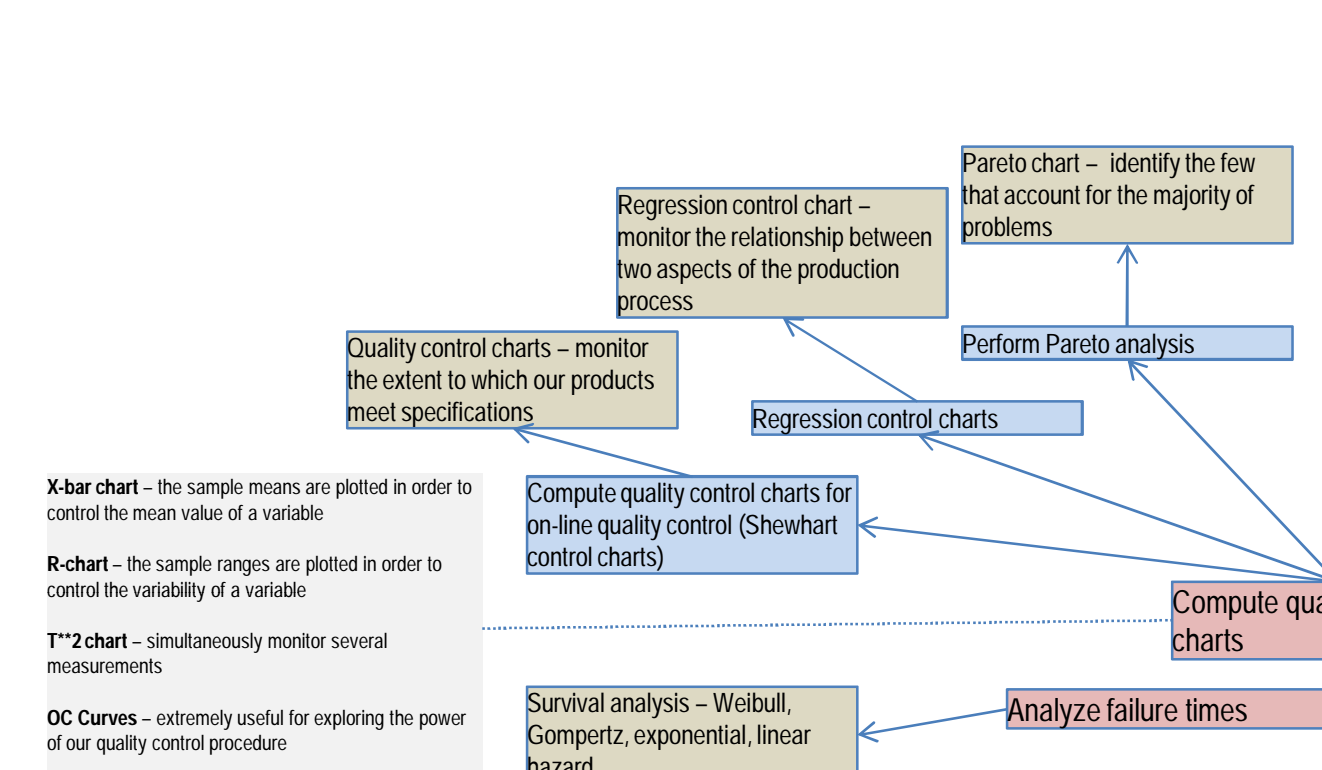 Pareto chart – identify the few
that account for the majority of
problems
Regression control chart –
monitor the relationship between
two aspects of the production
process
Perform Pareto analysis
Quality control charts – monitor
the extent to which our products
meet specifications
Regression control charts
X-bar chart – the sample means are plotted in order to
control the mean value of a variable
R-chart – the sample ranges are plotted in order to
control the variability of a variable
T**2 chart – simultaneously monitor several
measurements
OC Curves – extremely useful for exploring the power
of our quality control procedure
Compute quality control charts for
on-line quality control (Shewhart
control charts)
Compute qua
charts
Survival analysis – Weibull,
Gompertz, exponential, linear
hazard
Analyze failure times